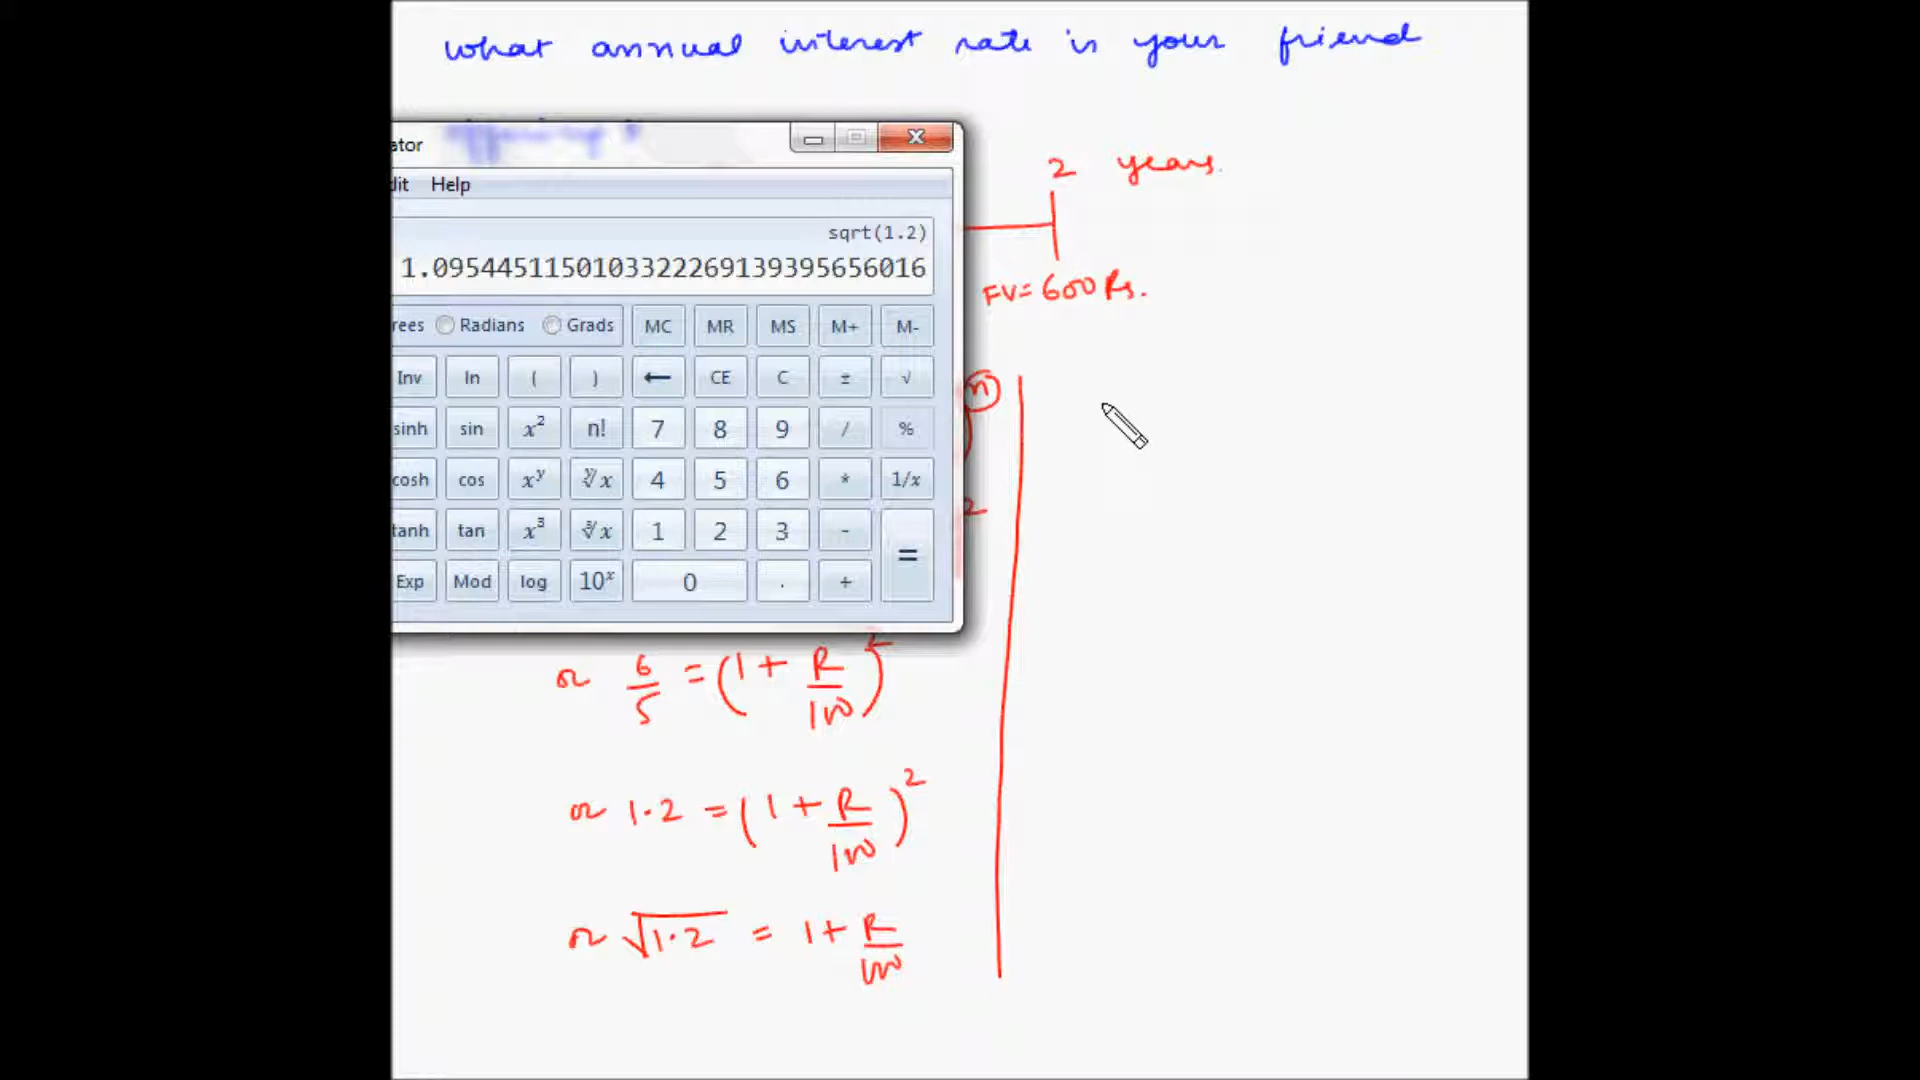 what annual interest rate is your friend
offering ?
ator
dit Help
sqrt(1.2)
1.0954451150103322269139395656016
rees Radians Grads MC MR MS M+ M-
Inv ln ( ) ← CE C ± √
sinh sin x² n! 7 8 9 / %
cosh cos xʸ ʸ√x 4 5 6 * 1/x
tanh tan x³ ³√x 1 2 3 - =
Exp Mod log 10ˣ 0 . +
2 years.
FV = 600 Rs.
n
2
or 6/5 = (1 + R/100)²
or 1.2 = (1 + R/100)²
or √1.2 = 1 + R/100